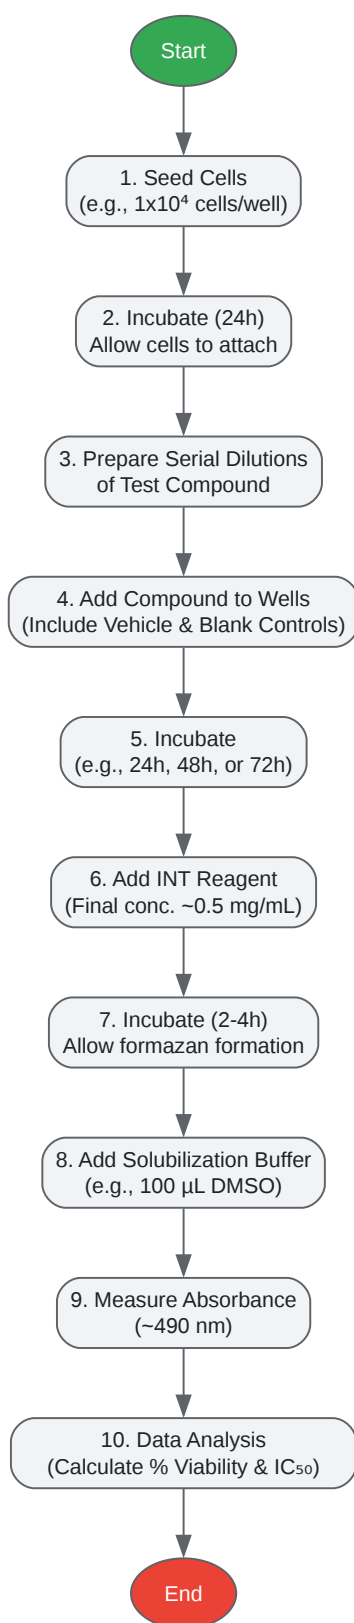 Start
1. Seed Cells
(e.g., 1x10⁴ cells/well)
2. Incubate (24h)
Allow cells to attach
3. Prepare Serial Dilutions
of Test Compound
4. Add Compound to Wells
(Include Vehicle & Blank Controls)
5. Incubate
(e.g., 24h, 48h, or 72h)
6. Add INT Reagent
(Final conc. ~0.5 mg/mL)
7. Incubate (2-4h)
Allow formazan formation
8. Add Solubilization Buffer
(e.g., 100 µL DMSO)
9. Measure Absorbance
(~490 nm)
10. Data Analysis
(Calculate % Viability & IC₅₀)
End